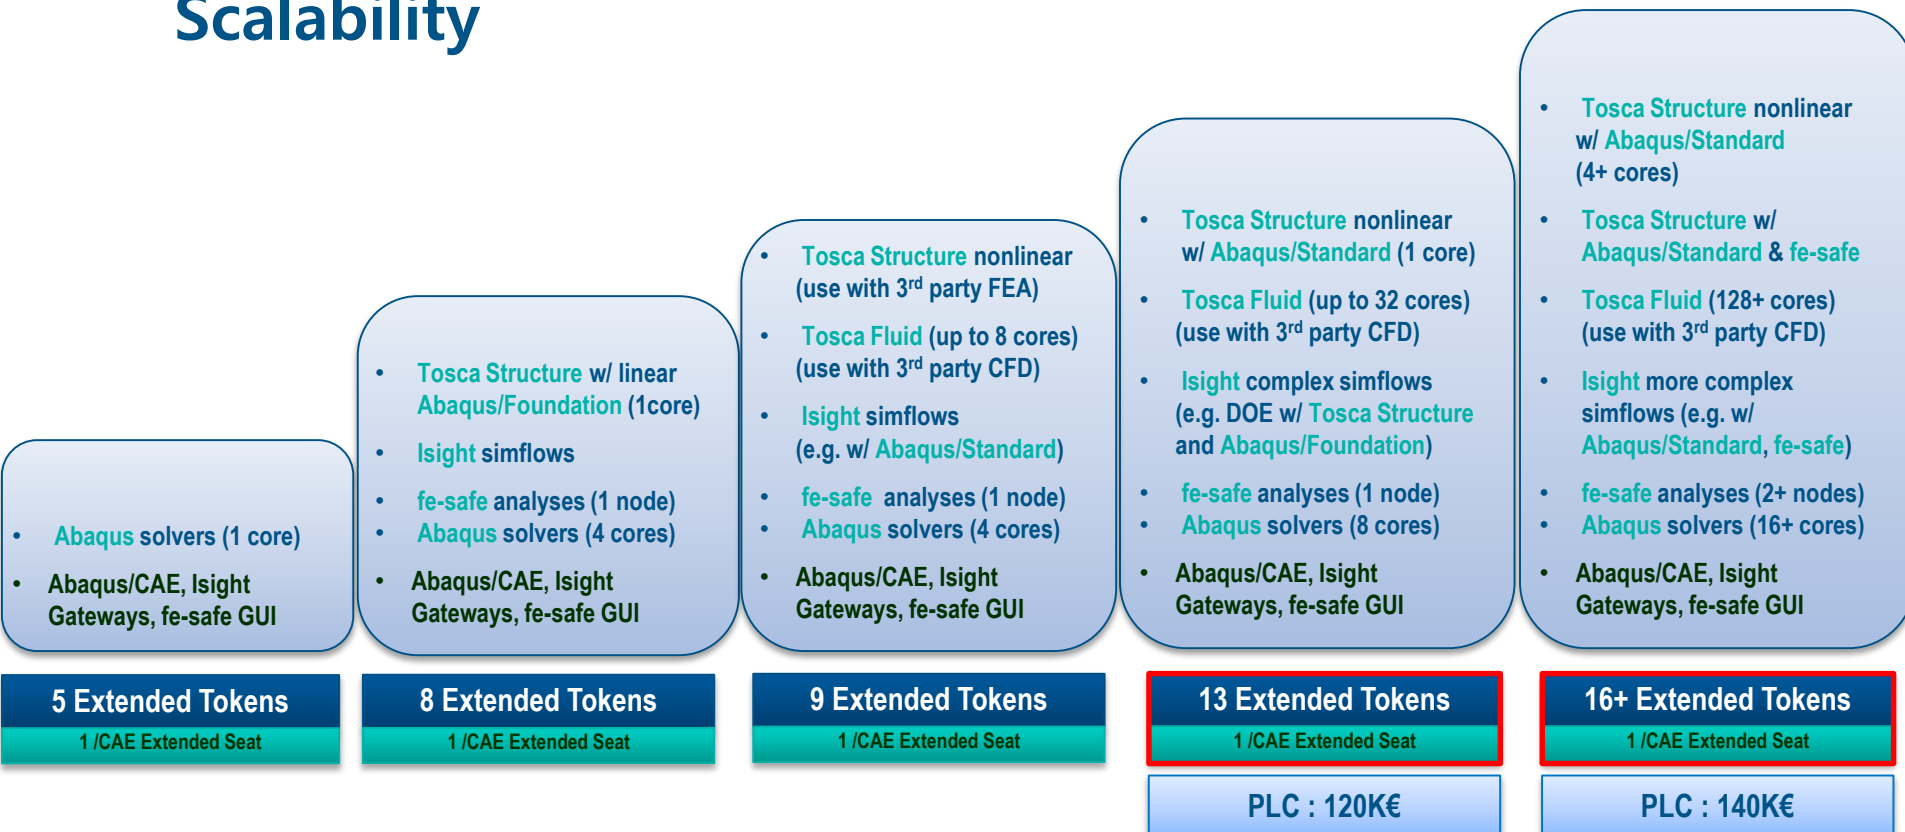 Scalability
• Abaqus solvers (1 core)
• Abaqus/CAE, Isight
Gateways, fe-safe GUI
5 Extended Tokens
1 /CAE Extended Seat
• Tosca Structure w/ linear
Abaqus/Foundation (1core)
• Isight simflows
• fe-safe analyses (1 node)
• Abaqus solvers (4 cores)
• Abaqus/CAE, Isight
Gateways, fe-safe GUI
8 Extended Tokens
1 /CAE Extended Seat
• Tosca Structure nonlinear
(use with 3rd party FEA)
• Tosca Fluid (up to 8 cores)
(use with 3rd party CFD)
• Isight simflows
(e.g. w/ Abaqus/Standard)
• fe-safe analyses (1 node)
• Abaqus solvers (4 cores)
• Abaqus/CAE, Isight
Gateways, fe-safe GUI
9 Extended Tokens
1 /CAE Extended Seat
• Tosca Structure nonlinear
w/ Abaqus/Standard (1 core)
• Tosca Fluid (up to 32 cores)
(use with 3rd party CFD)
• Isight complex simflows
(e.g. DOE w/ Tosca Structure
and Abaqus/Foundation)
• fe-safe analyses (1 node)
• Abaqus solvers (8 cores)
• Abaqus/CAE, Isight
Gateways, fe-safe GUI
13 Extended Tokens
1 /CAE Extended Seat
PLC : 120K€
• Tosca Structure nonlinear
w/ Abaqus/Standard
(4+ cores)
• Tosca Structure w/
Abaqus/Standard & fe-safe
• Tosca Fluid (128+ cores)
(use with 3rd party CFD)
• Isight more complex
simflows (e.g. w/
Abaqus/Standard, fe-safe)
• fe-safe analyses (2+ nodes)
• Abaqus solvers (16+ cores)
• Abaqus/CAE, Isight
Gateways, fe-safe GUI
16+ Extended Tokens
1 /CAE Extended Seat
PLC : 140K€